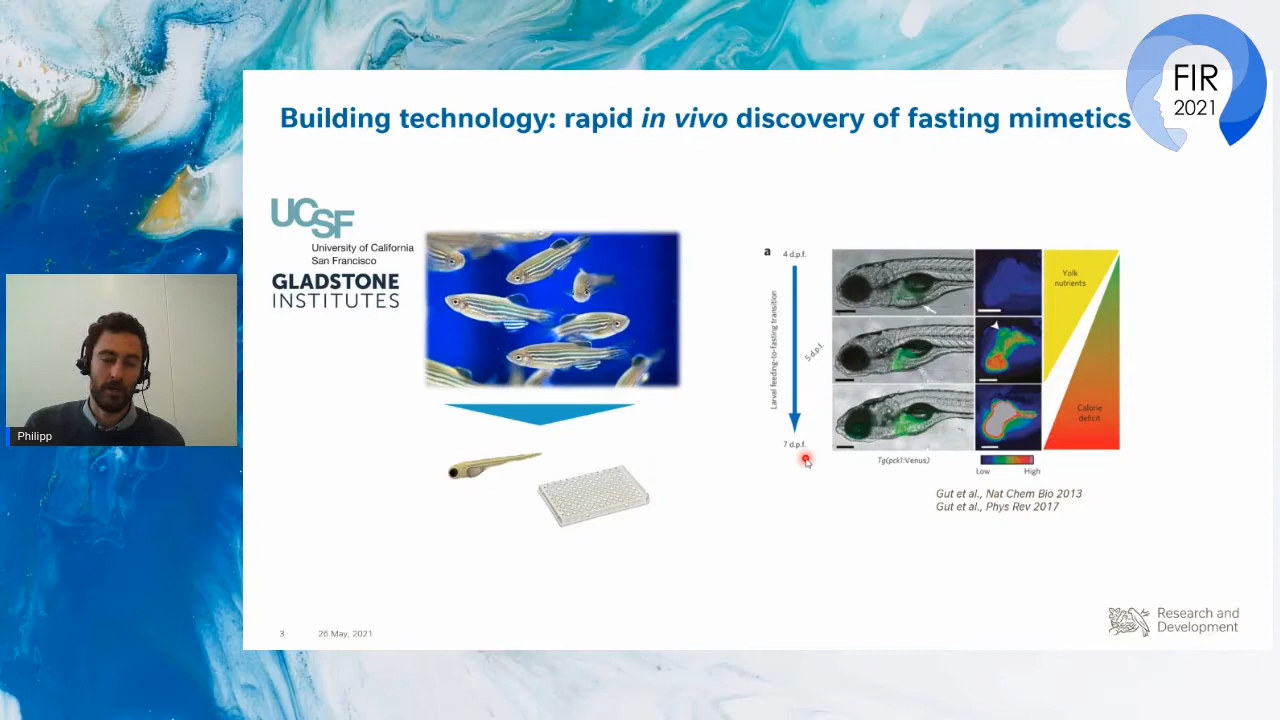 FIR
2021
Building technology: rapid in vivo discovery of fasting mimetics
UCSF
University of California
San Francisco
GLADSTONE
INSTITUTES
Philipp
a
4 d.p.f.
Larval feeding-to-fasting transition
5 d.p.f.
7 d.p.f.
Yolk
nutrients
Calorie
deficit
Tg(pck1:Venus)
Low
High
Gut et al., Nat Chem Bio 2013
Gut et al., Phys Rev 2017
3
26 May, 2021
Research and
Development